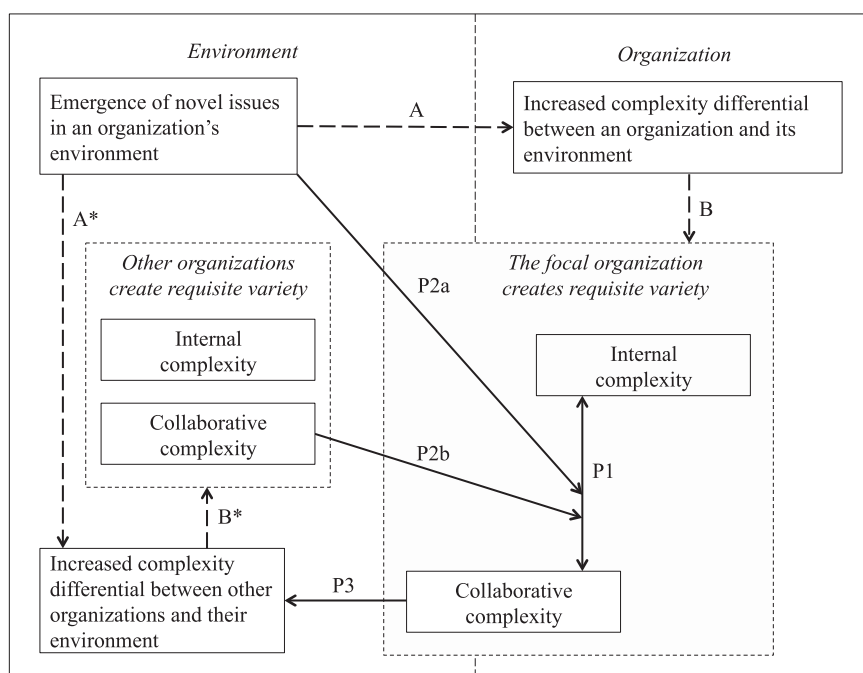 Environment
Organization
Emergence of novel issues
in an organization's
environment
A
Increased complexity differential
between an organization and its
environment
A*
B
Other organizations
create requisite variety
P2a
The focal organization
creates requisite variety
Internal
complexity
Internal
complexity
Collaborative
complexity
P2b
P1
B*
Increased complexity
differential between other
organizations and their
environment
P3
Collaborative
complexity